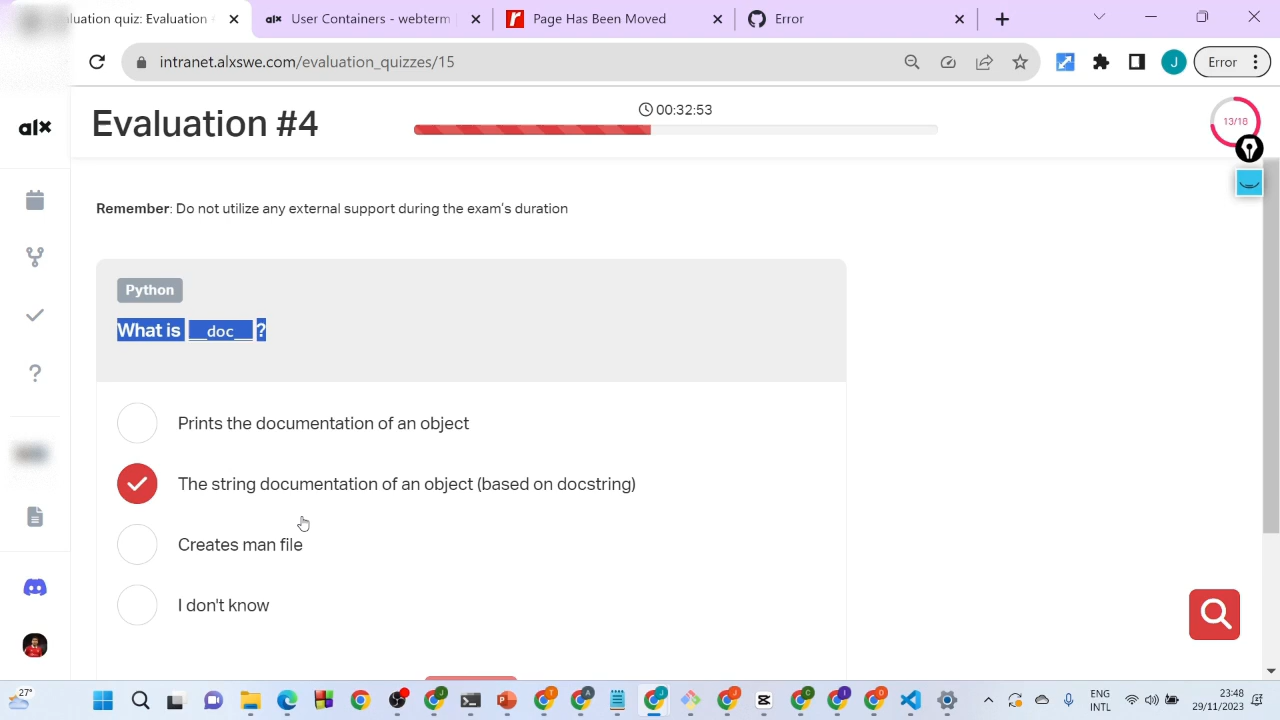 luation quiz: Evaluation
alx User Containers - webterm
Page Has Been Moved
Error
intranet.alxswe.com/evaluation_quizzes/15
J
Error
alx
Evaluation #4
00:32:53
13/18
Remember: Do not utilize any external support during the exam's duration
Python
What is __doc__ ?
Prints the documentation of an object
The string documentation of an object (based on docstring)
Creates man file
I don't know
27°
ENG
INTL
23:48
29/11/2023